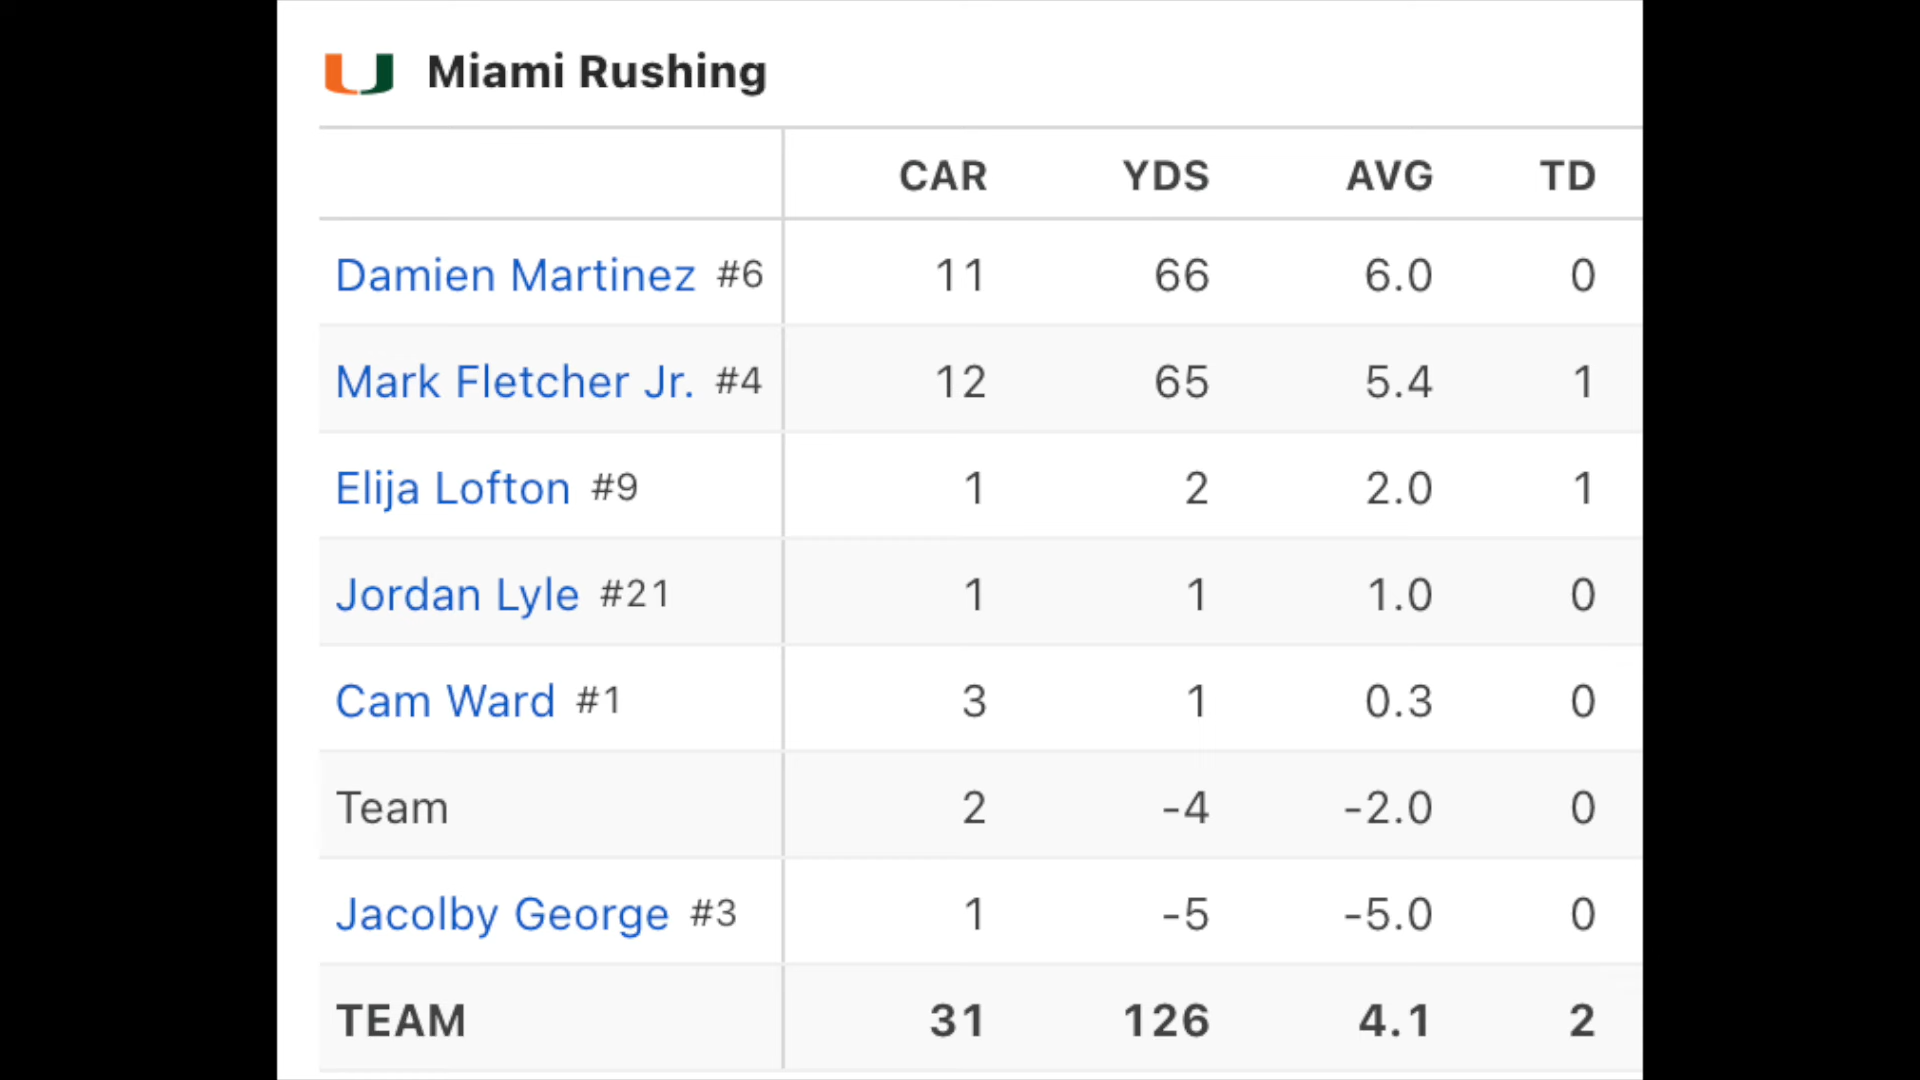 Miami Rushing
CAR YDS AVG TD
Damien Martinez #6 11 66 6.0 0
Mark Fletcher Jr. #4 12 65 5.4 1
Elija Lofton #9 1 2 2.0 1
Jordan Lyle #21 1 1 1.0 0
Cam Ward #1 3 1 0.3 0
Team 2 -4 -2.0 0
Jacolby George #3 1 -5 -5.0 0
TEAM 31 126 4.1 2